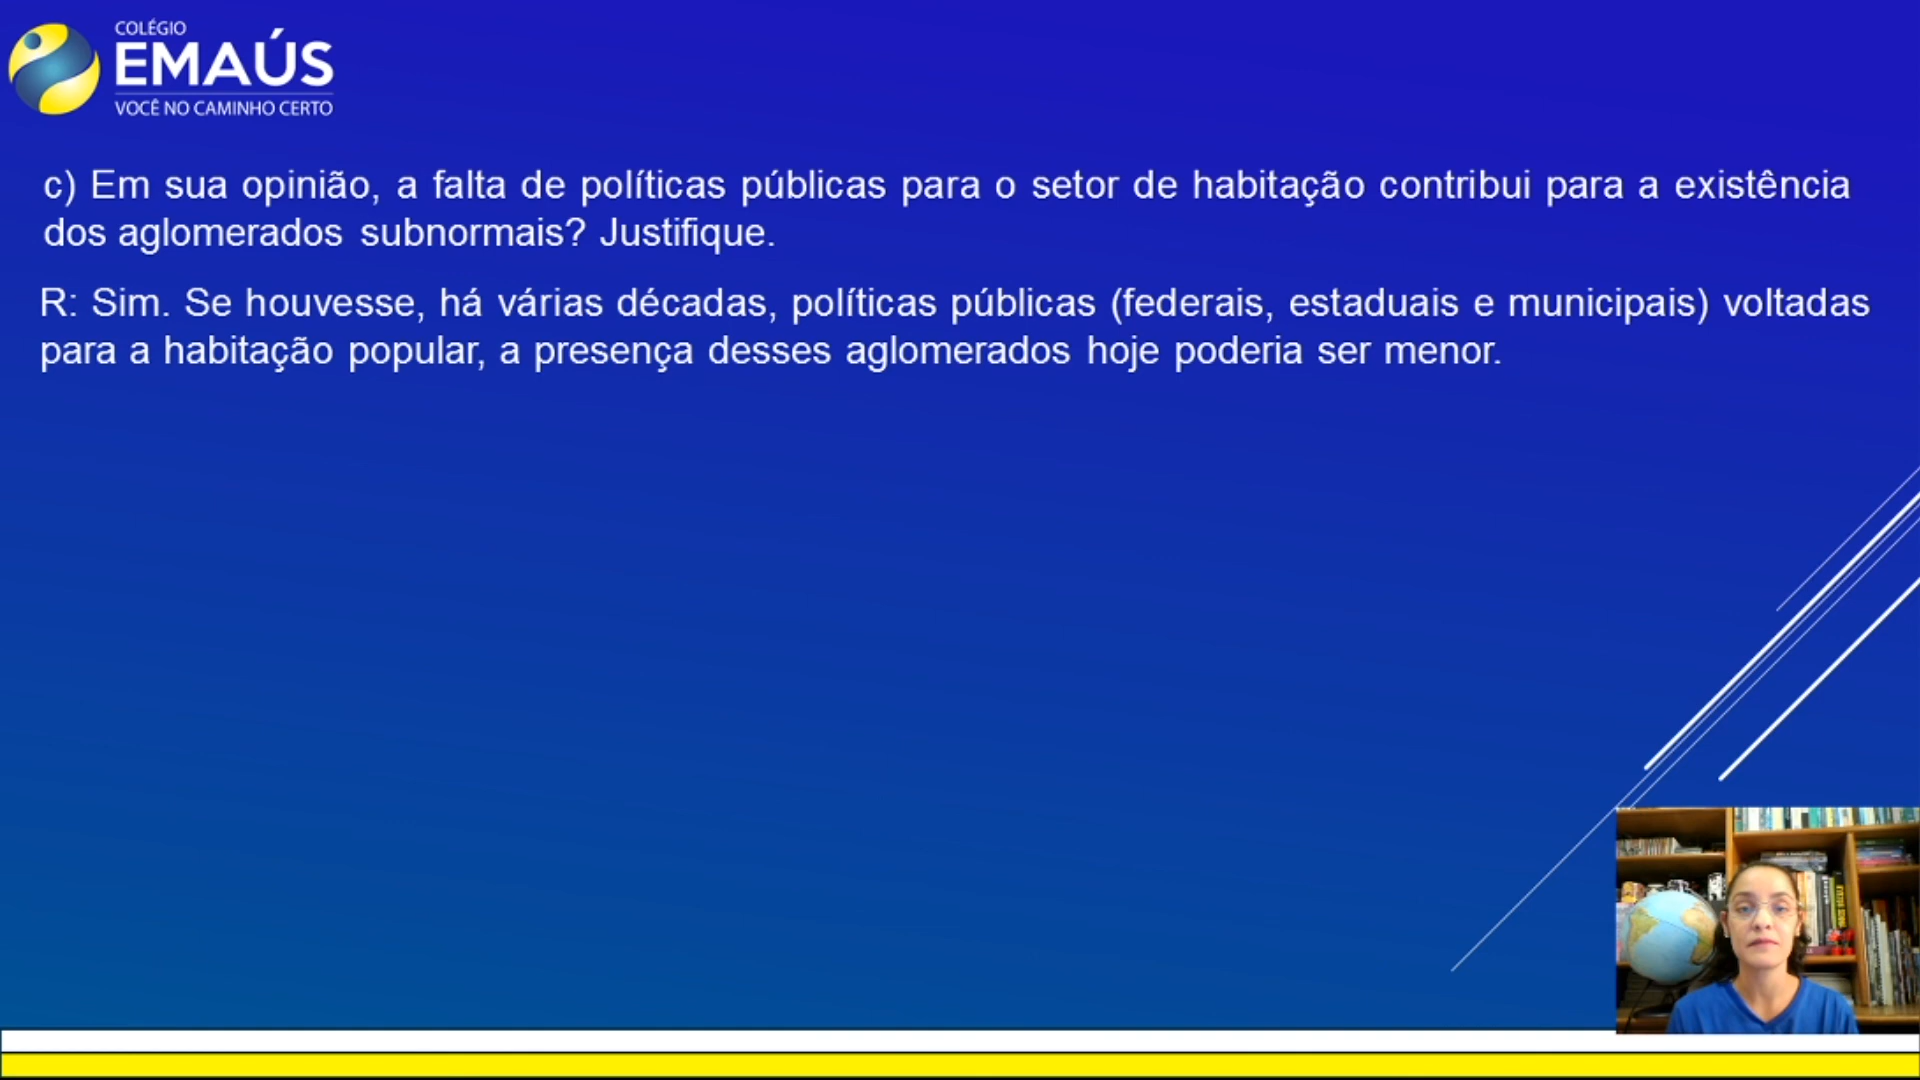 COLÉGIO
EMAÚS
VOCÊ NO CAMINHO CERTO
c) Em sua opinião, a falta de políticas públicas para o setor de habitação contribui para a existência
dos aglomerados subnormais? Justifique.
R: Sim. Se houvesse, há várias décadas, políticas públicas (federais, estaduais e municipais) voltadas
para a habitação popular, a presença desses aglomerados hoje poderia ser menor.